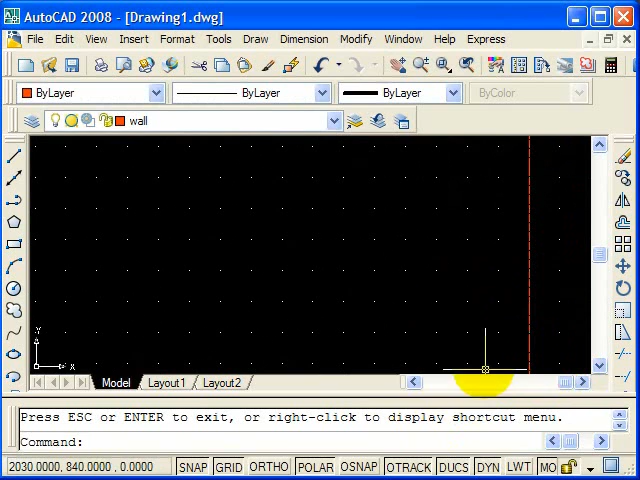 AutoCAD 2008 - [Drawing1.dwg]
File Edit View Insert Format Tools Draw Dimension Modify Window Help Express
ByLayer ByLayer ByLayer ByColor
wall
Y
X
Model Layout1 Layout2
Press ESC or ENTER to exit, or right-click to display shortcut menu.
Command:
2030.0000, 840.0000 , 0.0000 SNAP GRID ORTHO POLAR OSNAP OTRACK DUCS DYN LWT MO